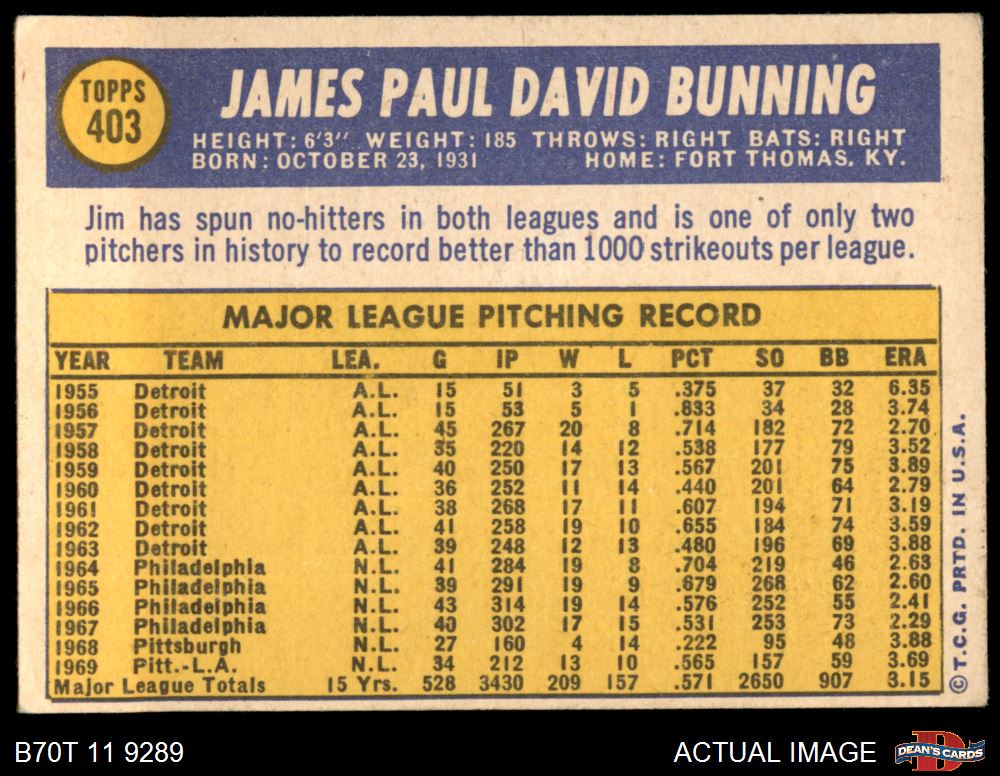 TOPPS
403
JAMES PAUL DAVID BUNNING
HEIGHT: 6'3" WEIGHT: 185 THROWS: RIGHT BATS: RIGHT
BORN: OCTOBER 23, 1931 HOME: FORT THOMAS, KY.
Jim has spun no-hitters in both leagues and is one of only two
pitchers in history to record better than 1000 strikeouts per league.
MAJOR LEAGUE PITCHING RECORD
YEAR TEAM LEA. G IP W L PCT SO BB ERA
1955 Detroit A.L. 15 51 3 5 .375 37 32 6.35
1956 Detroit A.L. 15 53 5 1 .833 34 28 3.74
1957 Detroit A.L. 45 267 20 8 .714 182 72 2.70
1958 Detroit A.L. 35 220 14 12 .538 177 79 3.52
1959 Detroit A.L. 40 250 17 13 .567 201 75 3.89
1960 Detroit A.L. 36 252 11 14 .440 201 64 2.79
1961 Detroit A.L. 38 268 17 11 .607 194 71 3.19
1962 Detroit A.L. 41 258 19 10 .655 184 74 3.59
1963 Detroit A.L. 39 248 12 13 .480 196 69 3.88
1964 Philadelphia N.L. 41 284 19 8 .704 219 46 2.63
1965 Philadelphia N.L. 39 291 19 9 .679 268 62 2.60
1966 Philadelphia N.L. 43 314 19 14 .576 252 55 2.41
1967 Philadelphia N.L. 40 302 17 15 .531 253 73 2.29
1968 Pittsburgh N.L. 27 160 4 14 .222 95 48 3.88
1969 Pitt.-L.A. N.L. 34 212 13 10 .565 157 59 3.69
Major League Totals 15 Yrs. 528 3430 209 157 .571 2650 907 3.15
© T.C.G. PRTD. IN U.S.A.
B70T 11 9289
ACTUAL IMAGE
D
DEAN'S CARDS